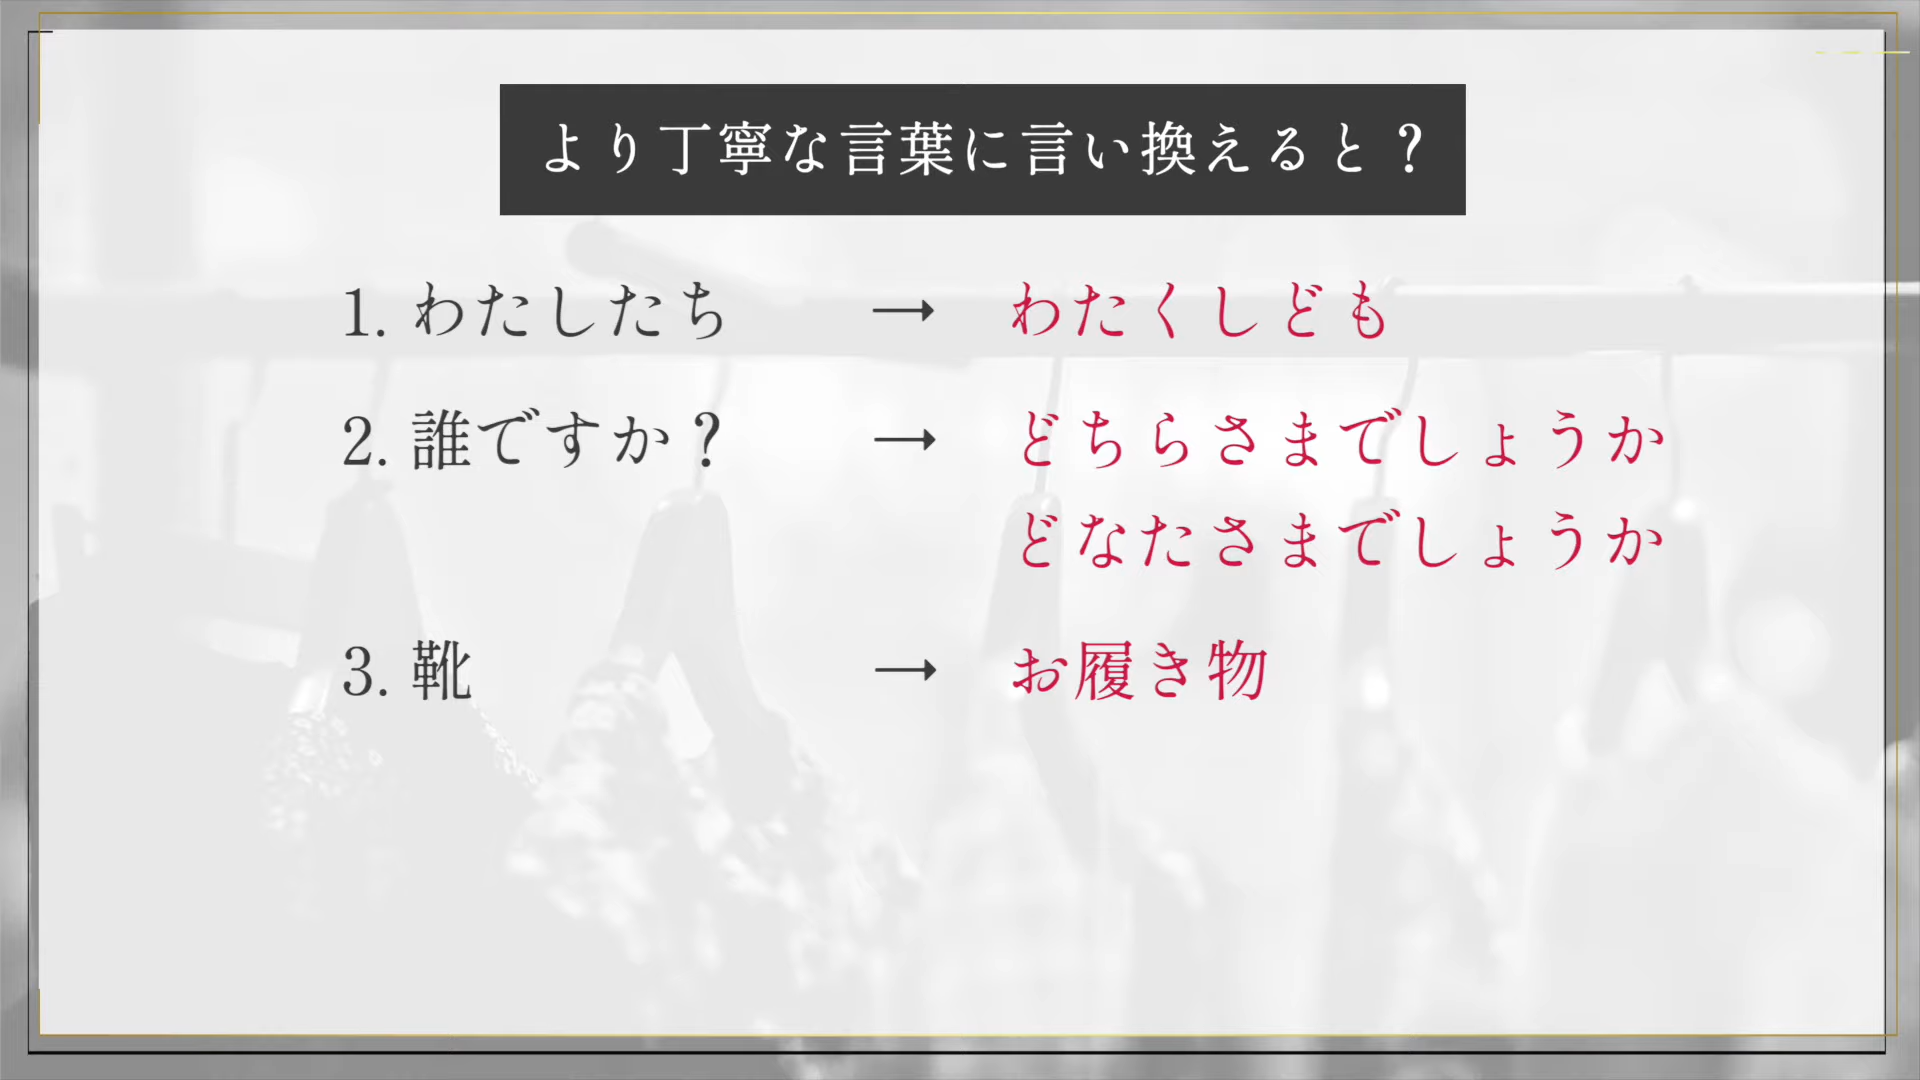 より丁寧な言葉に言い換えると？
1. わたしたち → わたくしども
2. 誰ですか？ → どちらさまでしょうか
どなたさまでしょうか
3. 靴 → お履き物